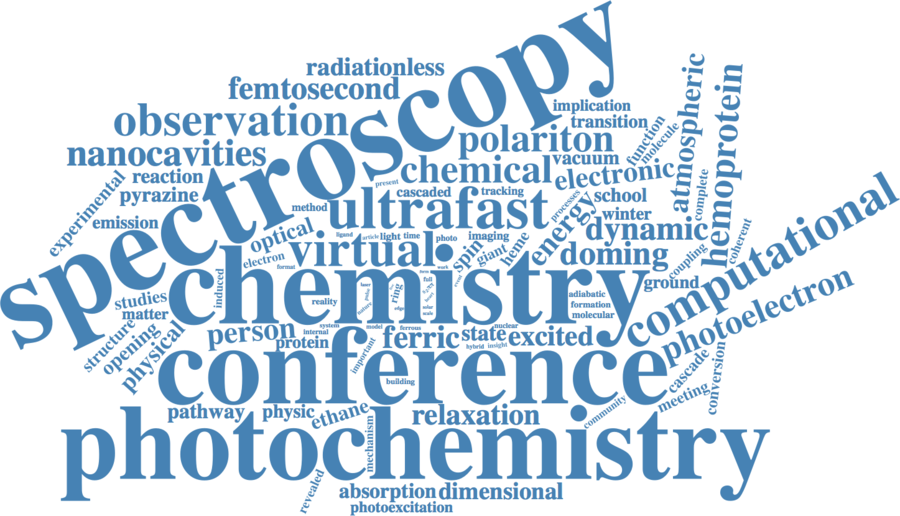 spectroscopy
radiationless
femtosecond
observation
nanocavities
reaction
pyrazine
experimental
emission
implication
transition
polariton
function
molecule
atmospheric
hemoprotein
chemical
vacuum
electronic
present
cascaded
tracking
processes
school
complete
method
ultrafast
energy
winter
dynamic
optical
ligand
article
light
time
photo
imaging
heme
coherent
virtual
spin
giant
doming
coupling
electron
format
chemistry
induced
reality
ring
full
work
ground
computational
studies
matter
adiabatic
formation
molecular
photoelectron
structure
opening
physical
person
system
internal
protein
model
ferrous
ferric
state
nuclear
hybrid
insight
excited
important
conference
building
cascade
conversion
meeting
community
pathway
physic
ethane
relaxation
mechanism
photochemistry
revealed
absorption
dimensional
photoexcitation